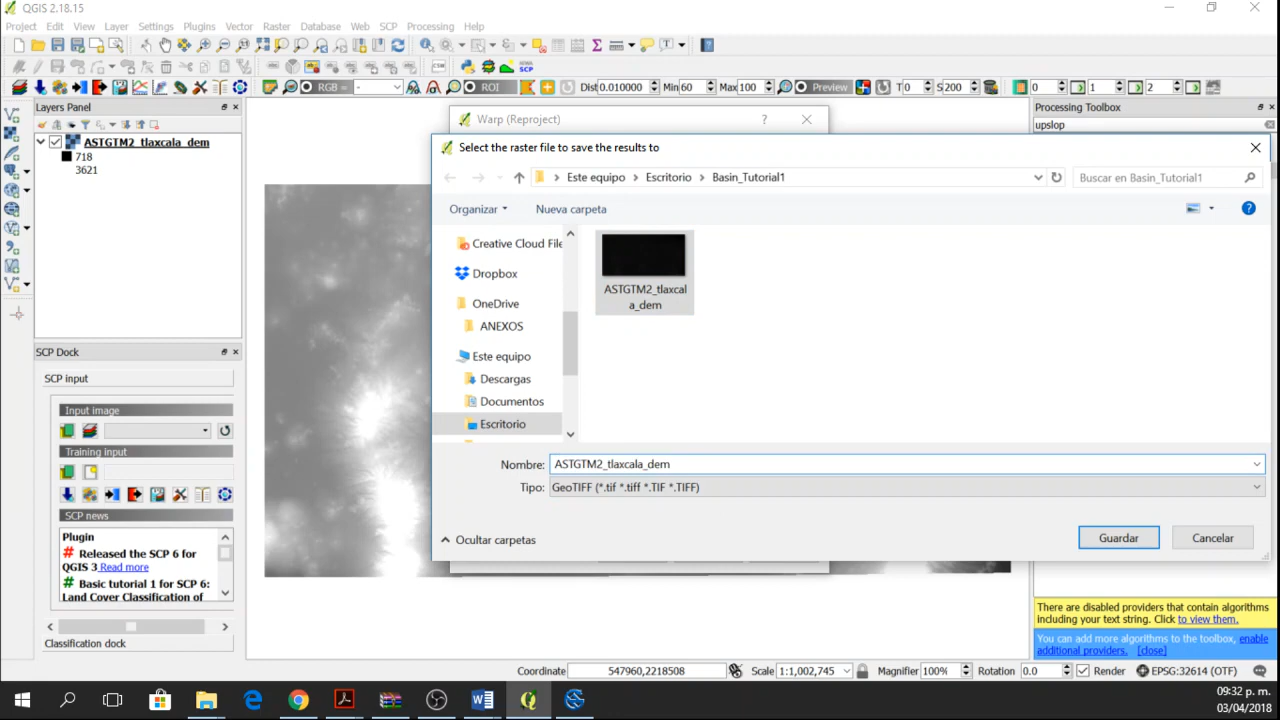 QGIS 2.18.15
Project Edit View Layer Settings Plugins Vector Raster Database Web SCP Processing Help
CSW
SCP
RGB = - ROI Dist 0.010000 Min 60 Max 100 Preview T 0 S 200 0 1 2
Layers Panel
ASTGTM2_tlaxcala_dem
718
3621
SCP Dock
SCP input
Input image
Training input
SCP news
Plugin
# Released the SCP 6 for
QGIS 3 Read more
# Basic tutorial 1 for SCP 6:
Land Cover Classification of
Classification dock
Warp (Reproject) ?
Select the raster file to save the results to
Este equipo > Escritorio > Basin_Tutorial1
Buscar en Basin_Tutorial1
Organizar Nueva carpeta
Creative Cloud File
Dropbox
OneDrive
ANEXOS
Este equipo
Descargas
Documentos
Escritorio
ASTGTM2_tlaxcal
a_dem
Nombre: ASTGTM2_tlaxcala_dem
Tipo: GeoTIFF (*.tif *.tiff *.TIF *.TIFF)
Ocultar carpetas
Guardar Cancelar
Processing Toolbox
upslop
There are disabled providers that contain algorithms
including your text string. Click to view them.
You can add more algorithms to the toolbox, enable
additional providers. [close]
Coordinate 547960,2218508 Scale 1:1,002,745 Magnifier 100% Rotation 0.0 Render EPSG:32614 (OTF)
09:32 p. m.
03/04/2018